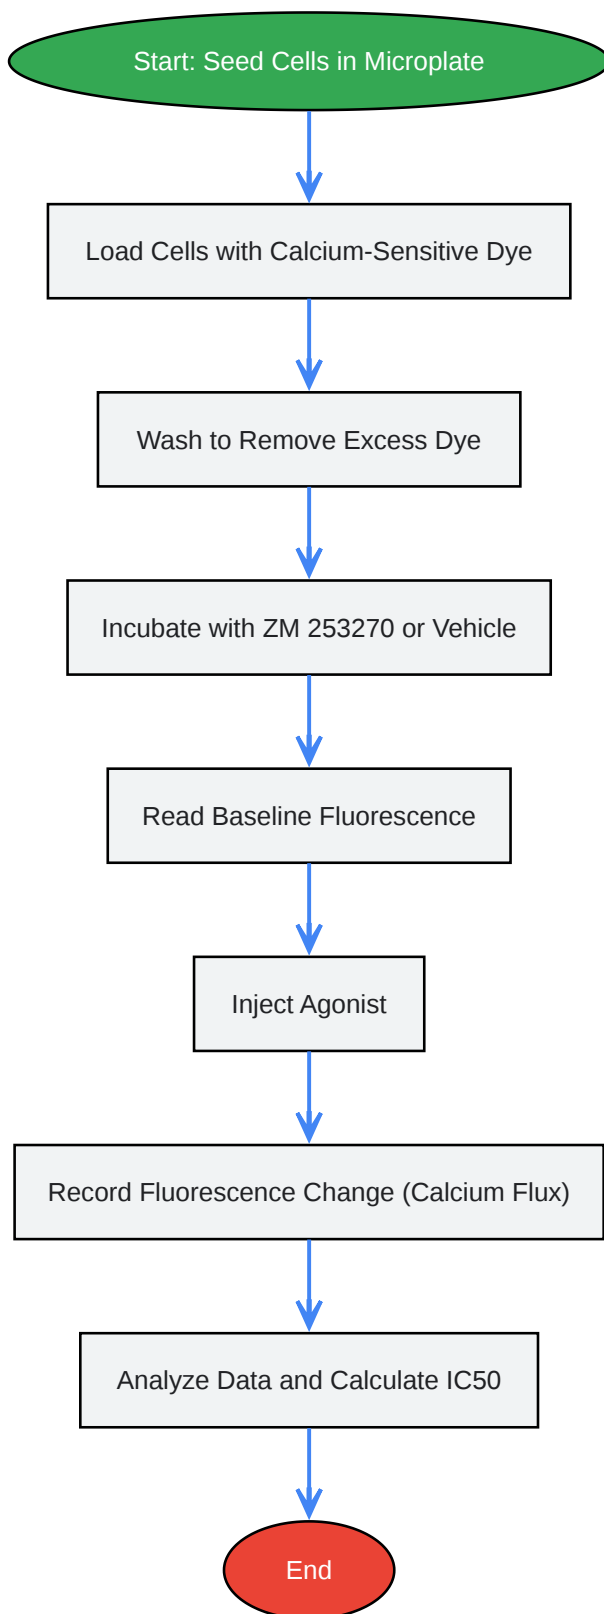 Start: Seed Cells in Microplate
Load Cells with Calcium-Sensitive Dye
Wash to Remove Excess Dye
Incubate with ZM 253270 or Vehicle
Read Baseline Fluorescence
Inject Agonist
Record Fluorescence Change (Calcium Flux)
Analyze Data and Calculate IC50
End